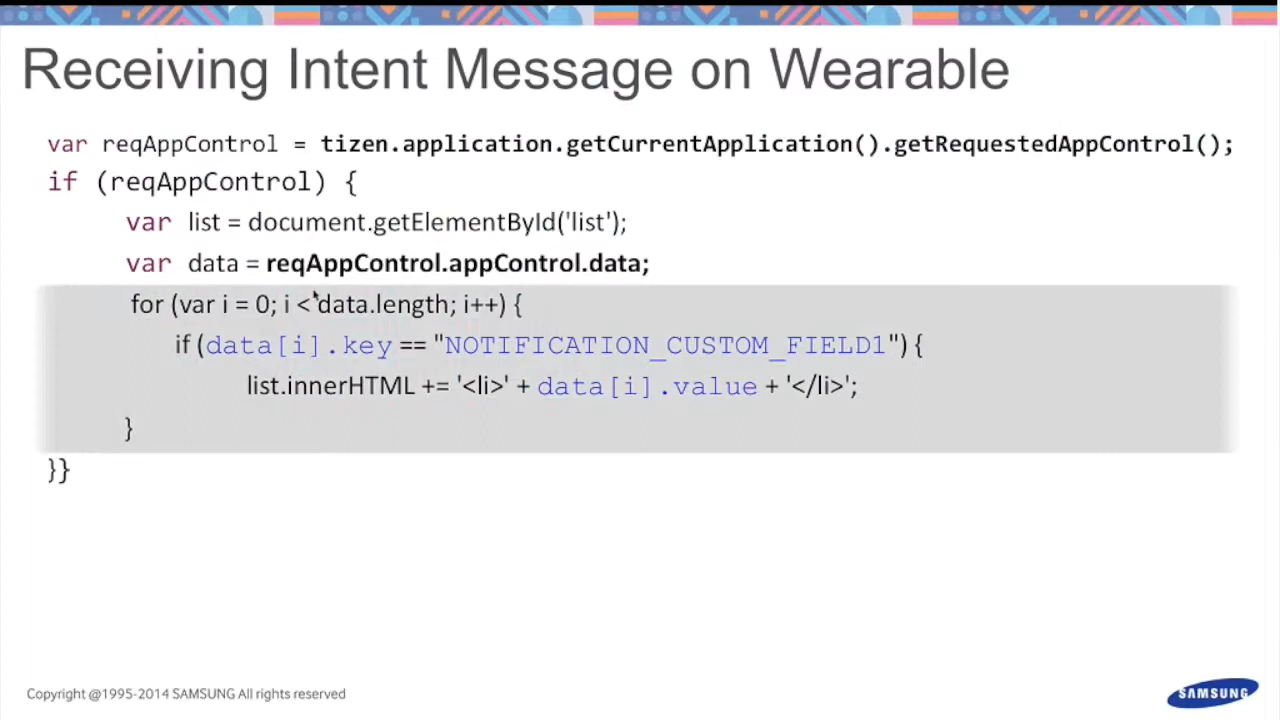 Receiving Intent Message on Wearable
var reqAppControl = tizen.application.getCurrentApplication().getRequestedAppControl();
if (reqAppControl) {
var list = document.getElementById('list');
var data = reqAppControl.appControl.data;
for (var i = 0; i < data.length; i++) {
if (data[i].key == "NOTIFICATION_CUSTOM_FIELD1") {
list.innerHTML += '<li>' + data[i].value + '</li>';
}
}}
Copyright @1995-2014 SAMSUNG All rights reserved
SAMSUNG